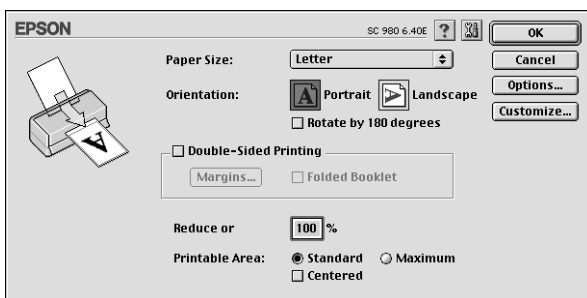 EPSON
SC 980 6.40E
?
OK
Paper Size: Letter
Cancel
Orientation: A Portrait A Landscape
Options...
Rotate by 180 degrees
Customize...
A
Double-Sided Printing
Margins... Folded Booklet
Reduce or 100 %
Printable Area: Standard Maximum
Centered